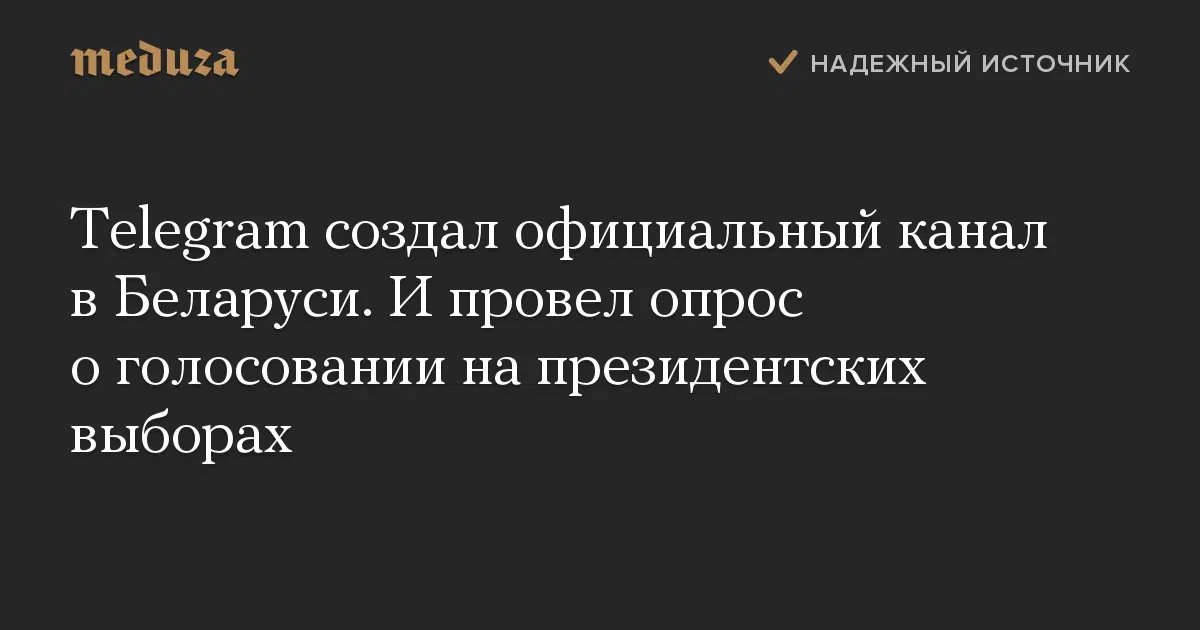 meduza
НАДЕЖНЫЙ ИСТОЧНИК
Telegram создал официальный канал
в Беларуси. И провел опрос
о голосовании на президентских
выборах